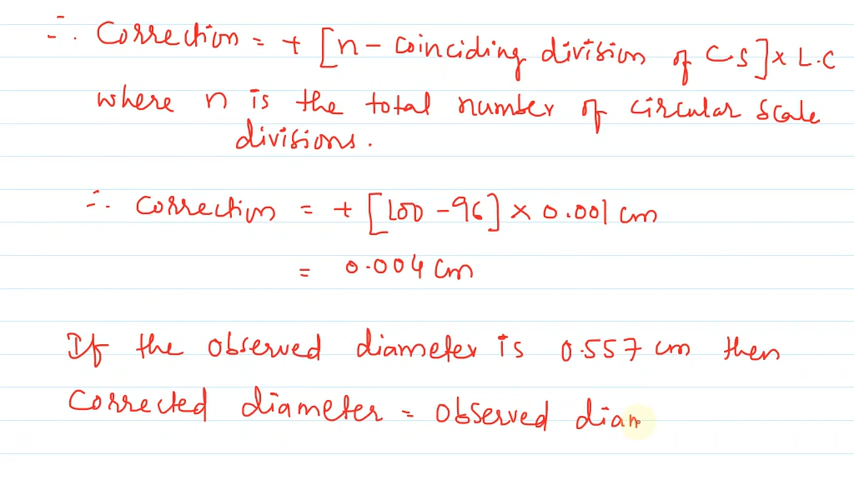 ∴ Correction = + [n - coinciding division of CS] x L.C
where n is the total number of circular scale
divisions.
∴ Correction = + [100 - 96] x 0.001 cm
= 0.004 cm
If the observed diameter is 0.557 cm then
Corrected diameter = observed diam